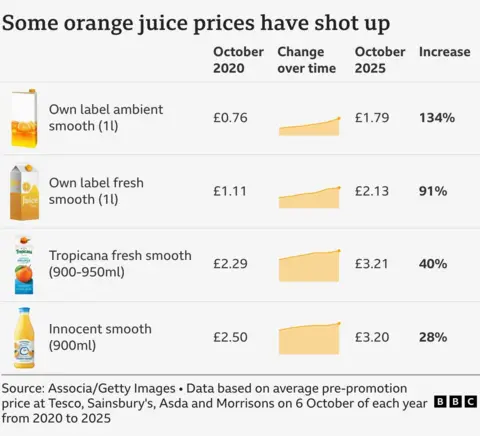 Some orange juice prices have shot up
October 2020 Change over time October 2025 Increase
Own label ambient smooth (1l) £0.76 £1.79 134%
Own label fresh smooth (1l) £1.11 £2.13 91%
Tropicana fresh smooth (900-950ml) £2.29 £3.21 40%
Innocent smooth (900ml) £2.50 £3.20 28%
Source: Associa/Getty Images • Data based on average pre-promotion
price at Tesco, Sainsbury's, Asda and Morrisons on 6 October of each year
from 2020 to 2025
BBC